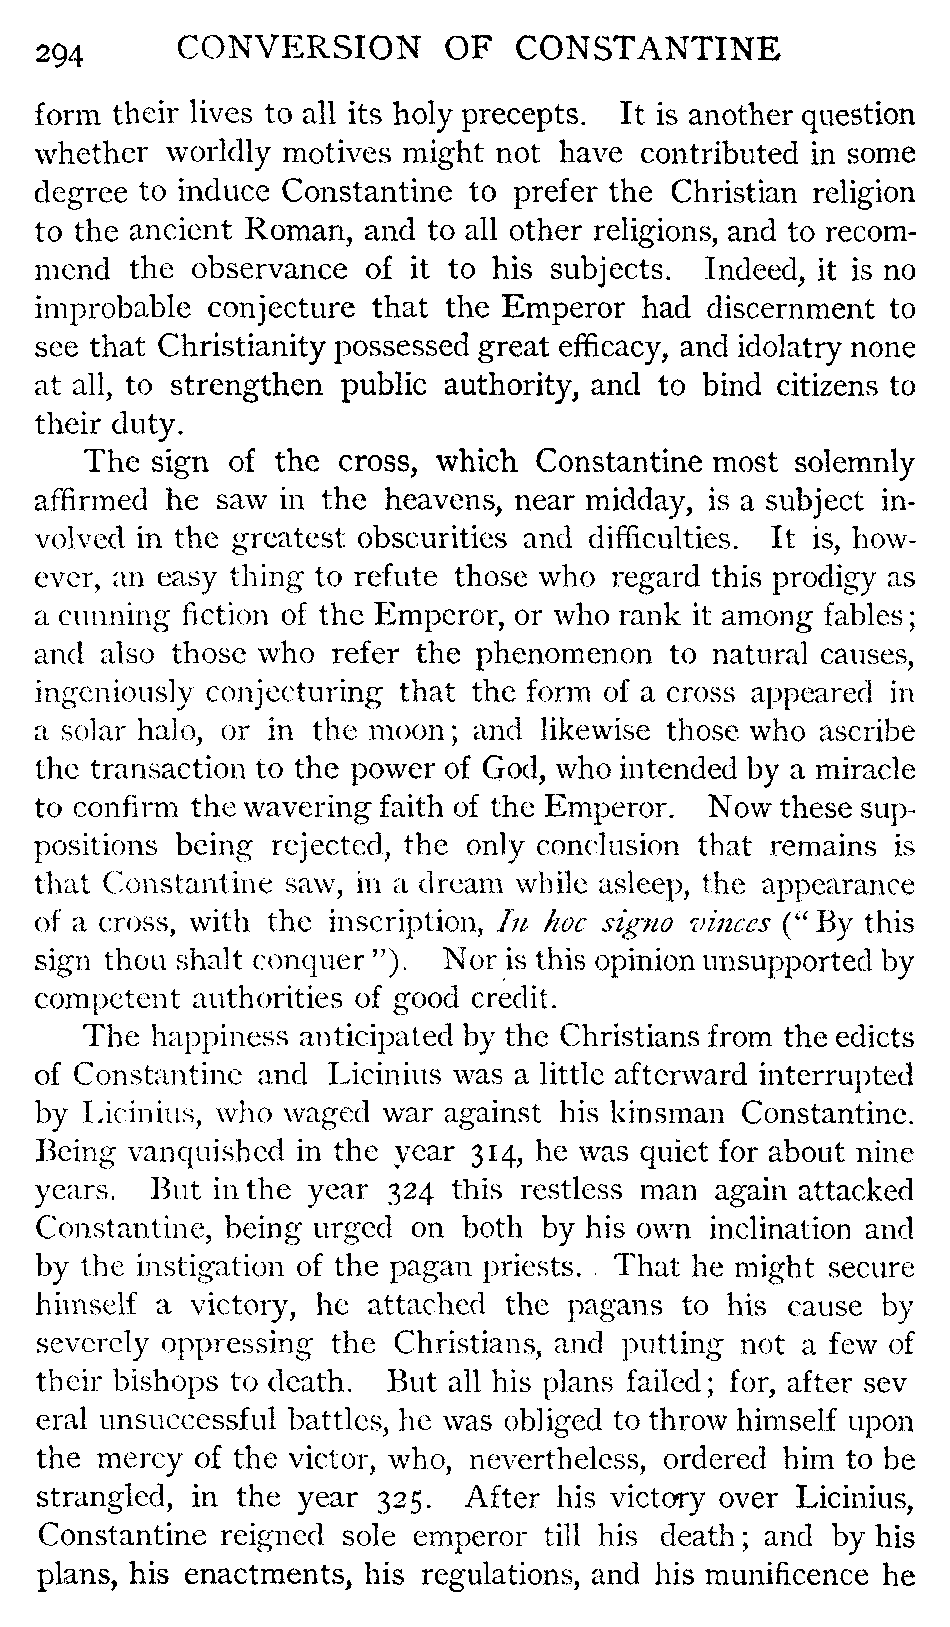 294 CONVERSION OF CONSTANTINE
form their lives to all its holy precepts. It is another question
whether worldly motives might not have contributed in some
degree to induce Constantine to prefer the Christian religion
to the ancient Roman, and to all other religions, and to recom-
mend the observance of it to his subjects. Indeed, it is no
improbable conjecture that the Emperor had discernment to
see that Christianity possessed great efficacy, and idolatry none
at all, to strengthen public authority, and to bind citizens to
their duty.
The sign of the cross, which Constantine most solemnly
affirmed he saw in the heavens, near midday, is a subject in-
volved in the greatest obscurities and difficulties. It is, how-
ever, an easy thing to refute those who regard this prodigy as
a cunning fiction of the Emperor, or who rank it among fables;
and also those who refer the phenomenon to natural causes,
ingeniously conjecturing that the form of a cross appeared in
a solar halo, or in the moon; and likewise those who ascribe
the transaction to the power of God, who intended by a miracle
to confirm the wavering faith of the Emperor. Now these sup-
positions being rejected, the only conclusion that remains is
that Constantine saw, in a dream while asleep, the appearance
of a cross, with the inscription, In hoc signo vinces (“By this
sign thou shalt conquer”). Nor is this opinion unsupported by
competent authorities of good credit.
The happiness anticipated by the Christians from the edicts
of Constantine and Licinius was a little afterward interrupted
by Licinius, who waged war against his kinsman Constantine.
Being vanquished in the year 314, he was quiet for about nine
years. But in the year 324 this restless man again attacked
Constantine, being urged on both by his own inclination and
by the instigation of the pagan priests. That he might secure
himself a victory, he attached the pagans to his cause by
severely oppressing the Christians, and putting not a few of
their bishops to death. But all his plans failed; for, after sev
eral unsuccessful battles, he was obliged to throw himself upon
the mercy of the victor, who, nevertheless, ordered him to be
strangled, in the year 325. After his victory over Licinius,
Constantine reigned sole emperor till his death; and by his
plans, his enactments, his regulations, and his munificence he